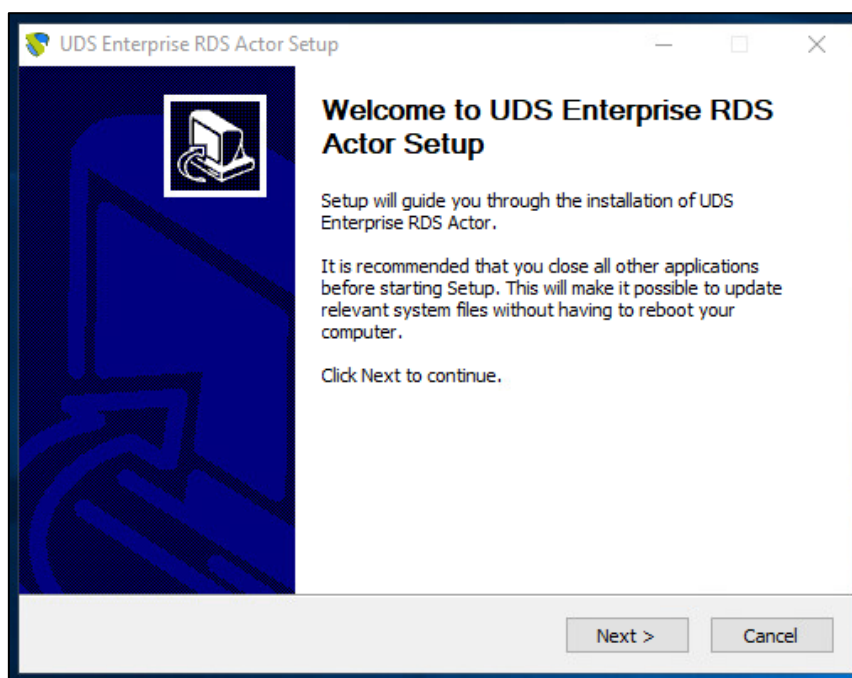 UDS Enterprise RDS Actor Setup
Welcome to UDS Enterprise RDS
Actor Setup
Setup will guide you through the installation of UDS
Enterprise RDS Actor.
It is recommended that you close all other applications
before starting Setup. This will make it possible to update
relevant system files without having to reboot your
computer.
Click Next to continue.
Next >
Cancel